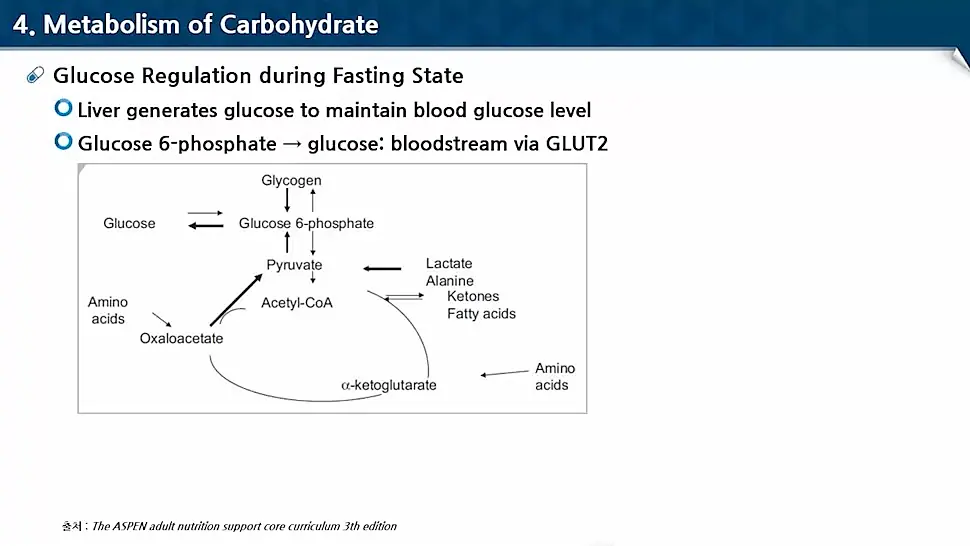 4. Metabolism of Carbohydrate
Glucose Regulation during Fasting State
Liver generates glucose to maintain blood glucose level
Glucose 6-phosphate → glucose: bloodstream via GLUT2
Glycogen
Glucose
Glucose 6-phosphate
Pyruvate
Lactate
Alanine
Acetyl-CoA
Ketones
Fatty acids
Amino
acids
Oxaloacetate
α-ketoglutarate
Amino
acids
출처 : The ASPEN adult nutrition support core curriculum 3th edition